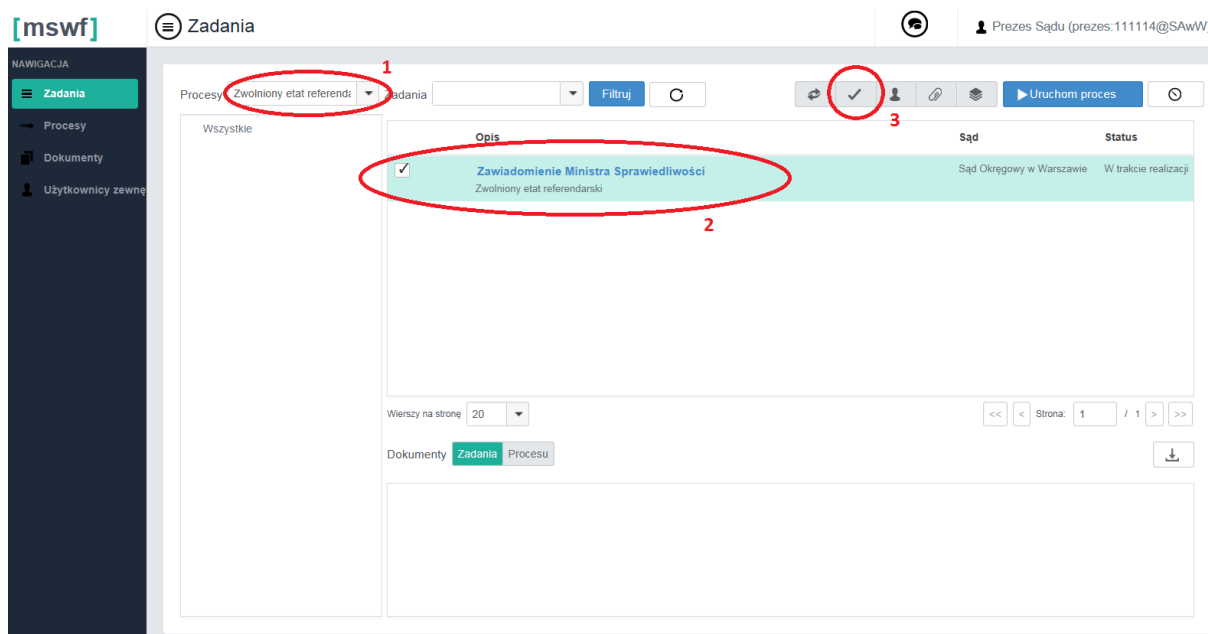 [mswf]
Zadania
Prezes Sądu (prezes:111114@SAwW)
NAWIGACJA
Zadania
Procesy
Dokumenty
Użytkownicy zewnę
1
Procesy Zwolniony etat referenda Zadania Filtruj Uruchom proces
3
Wszystkie
Opis Sąd Status
Zawiadomienie Ministra Sprawiedliwości Sąd Okręgowy w Warszawie W trakcie realizacji
Zwolniony etat referendarski
2
Wierszy na stronę 20 << < Strona: 1 / 1 > >>
Dokumenty Zadania Procesu